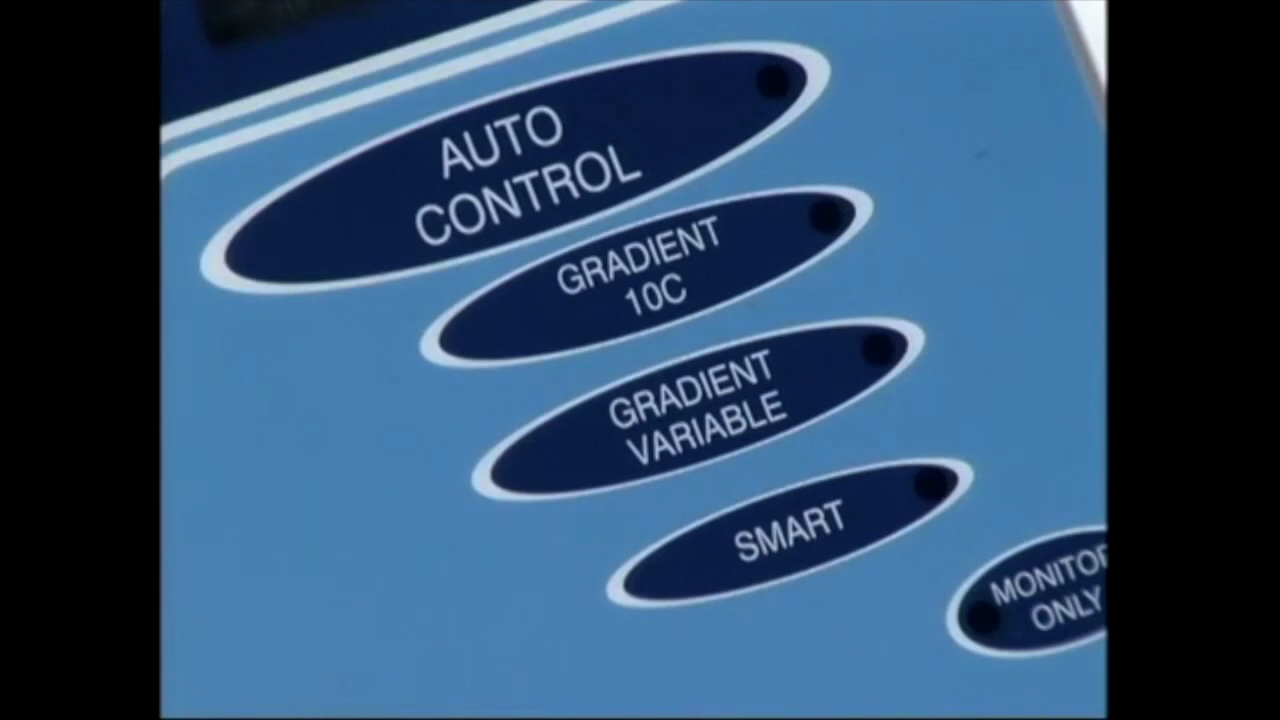 AUTO
CONTROL
GRADIENT
10C
GRADIENT
VARIABLE
SMART
MONITOR
ONLY